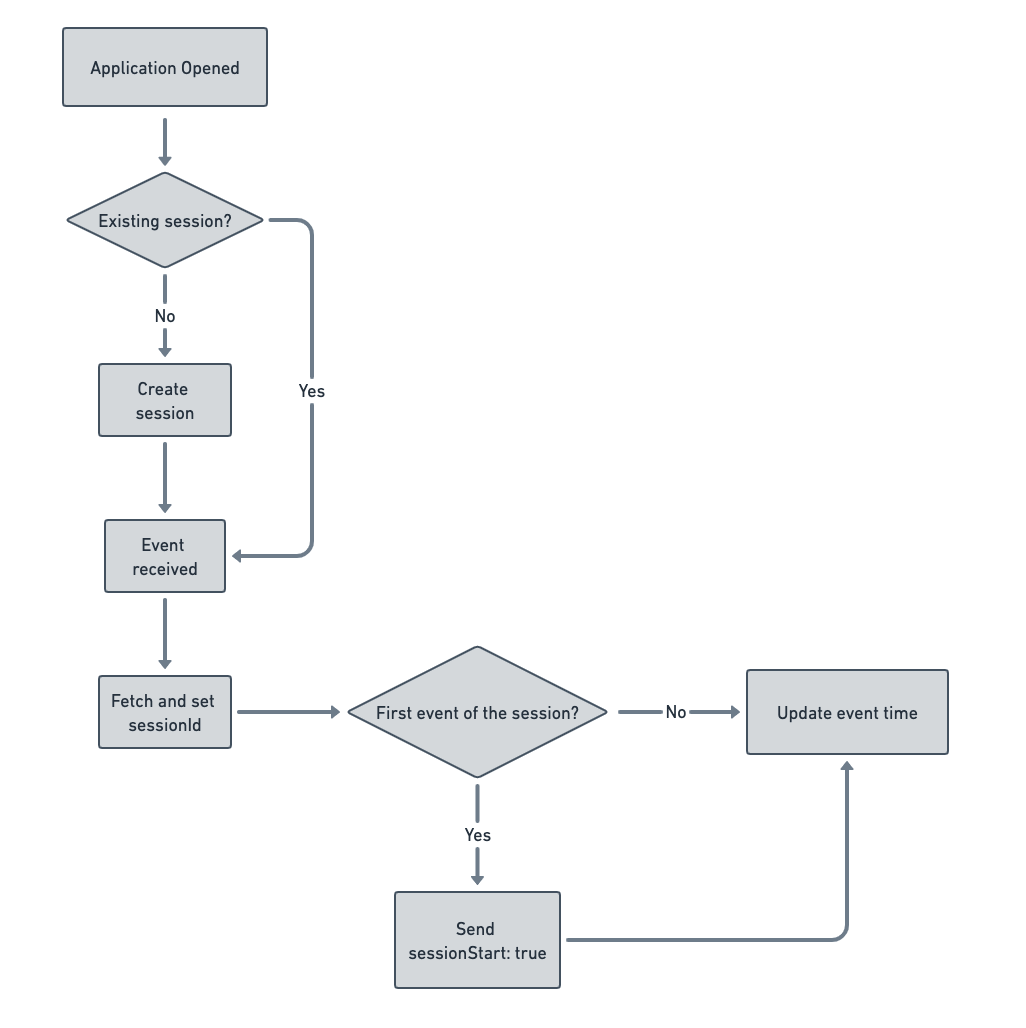 Application Opened
Existing session?
No
Yes
Create
session
Event
received
Fetch and set
sessionId
First event of the session?
No
Update event time
Yes
Send
sessionStart: true